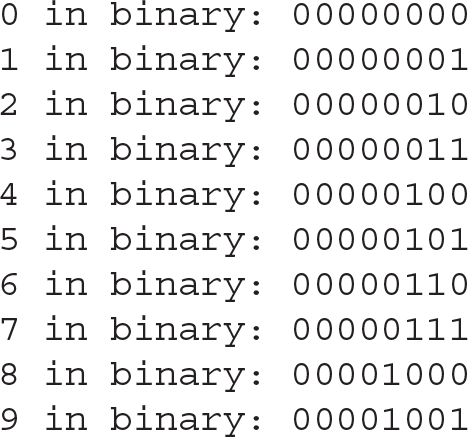 0 in binary: 00000000
1 in binary: 00000001
2 in binary: 00000010
3 in binary: 00000011
4 in binary: 00000100
5 in binary: 00000101
6 in binary: 00000110
7 in binary: 00000111
8 in binary: 00001000
9 in binary: 00001001